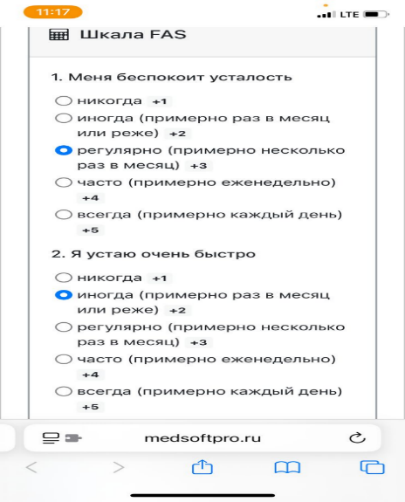 11:17
LTE
Шкала FAS
1. Меня беспокоит усталость
никогда +1
иногда (примерно раз в месяц
или реже) +2
регулярно (примерно несколько
раз в месяц) +3
часто (примерно еженедельно)
+4
всегда (примерно каждый день)
+5
2. Я устаю очень быстро
никогда +1
иногда (примерно раз в месяц
или реже) +2
регулярно (примерно несколько
раз в месяц) +3
часто (примерно еженедельно)
+4
всегда (примерно каждый день)
+5
medsoftpro.ru